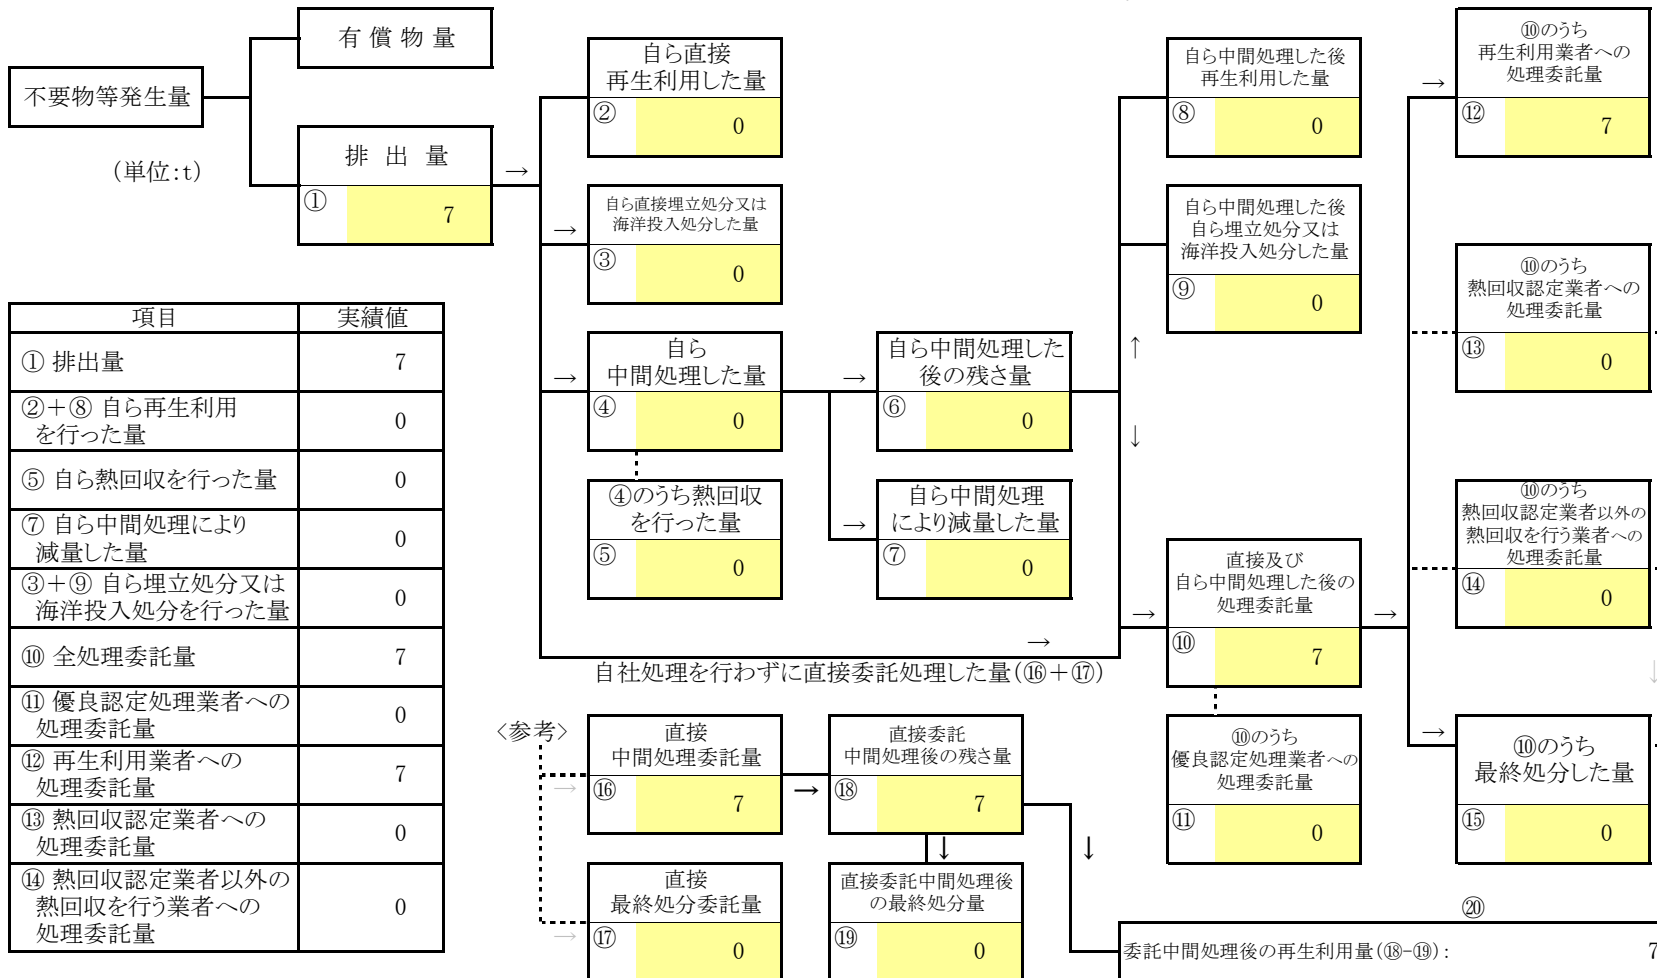 不要物等発生量
有 償 物 量
(単位:t)
排 出 量
①
7
→
自ら直接
再生利用した量
②
0
→
自ら直接埋立処分又は
海洋投入処分した量
③
0
→
自ら
中間処理した量
④
0
④のうち熱回収
を行った量
⑤
0
→
自ら中間処理した
後の残さ量
⑥
0
→
自ら中間処理
により減量した量
⑦
0
自ら中間処理した後
再生利用した量
⑧
0
自ら中間処理した後
自ら埋立処分又は
海洋投入処分した量
⑨
0
↑
↓
→
自社処理を行わずに直接委託処理した量(⑯+⑰)
→
直接及び
自ら中間処理した後の
処理委託量
⑩
7
→
⑩のうち
優良認定処理業者への
処理委託量
⑪
0
→
⑩のうち
再生利用業者への
処理委託量
⑫
7
⑩のうち
熱回収認定業者への
処理委託量
⑬
0
⑩のうち
熱回収認定業者以外の
熱回収を行う業者への
処理委託量
⑭
0
↓
→
⑩のうち
最終処分した量
⑮
0
項目 実績値
① 排出量 7
②+⑧ 自ら再生利用
を行った量 0
⑤ 自ら熱回収を行った量 0
⑦ 自ら中間処理により
減量した量 0
③+⑨ 自ら埋立処分又は
海洋投入処分を行った量 0
⑩ 全処理委託量 7
⑪ 優良認定処理業者への
処理委託量 0
⑫ 再生利用業者への
処理委託量 7
⑬ 熱回収認定業者への
処理委託量 0
⑭ 熱回収認定業者以外の
熱回収を行う業者への
処理委託量 0
<参考>
→
直接
中間処理委託量
⑯
7
→
直接委託
中間処理後の残さ量
⑱
7
↓
↓
→
直接
最終処分委託量
⑰
0
直接委託中間処理後
の最終処分量
⑲
0
⑳
委託中間処理後の再生利用量(⑱-⑲): 7